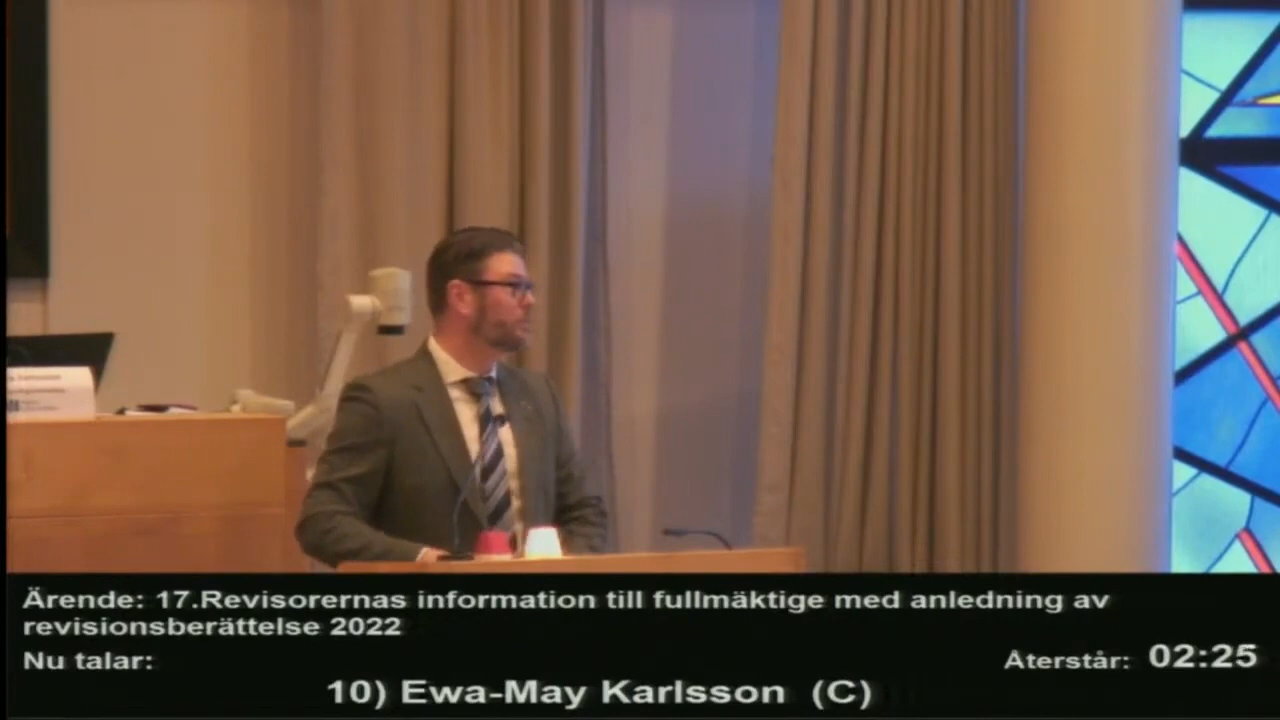 Ärende: 17.Revisorernas information till fullmäktige med anledning av
revisionsberättelse 2022
Nu talar:
Återstår: 02:25
10) Ewa-May Karlsson (C)